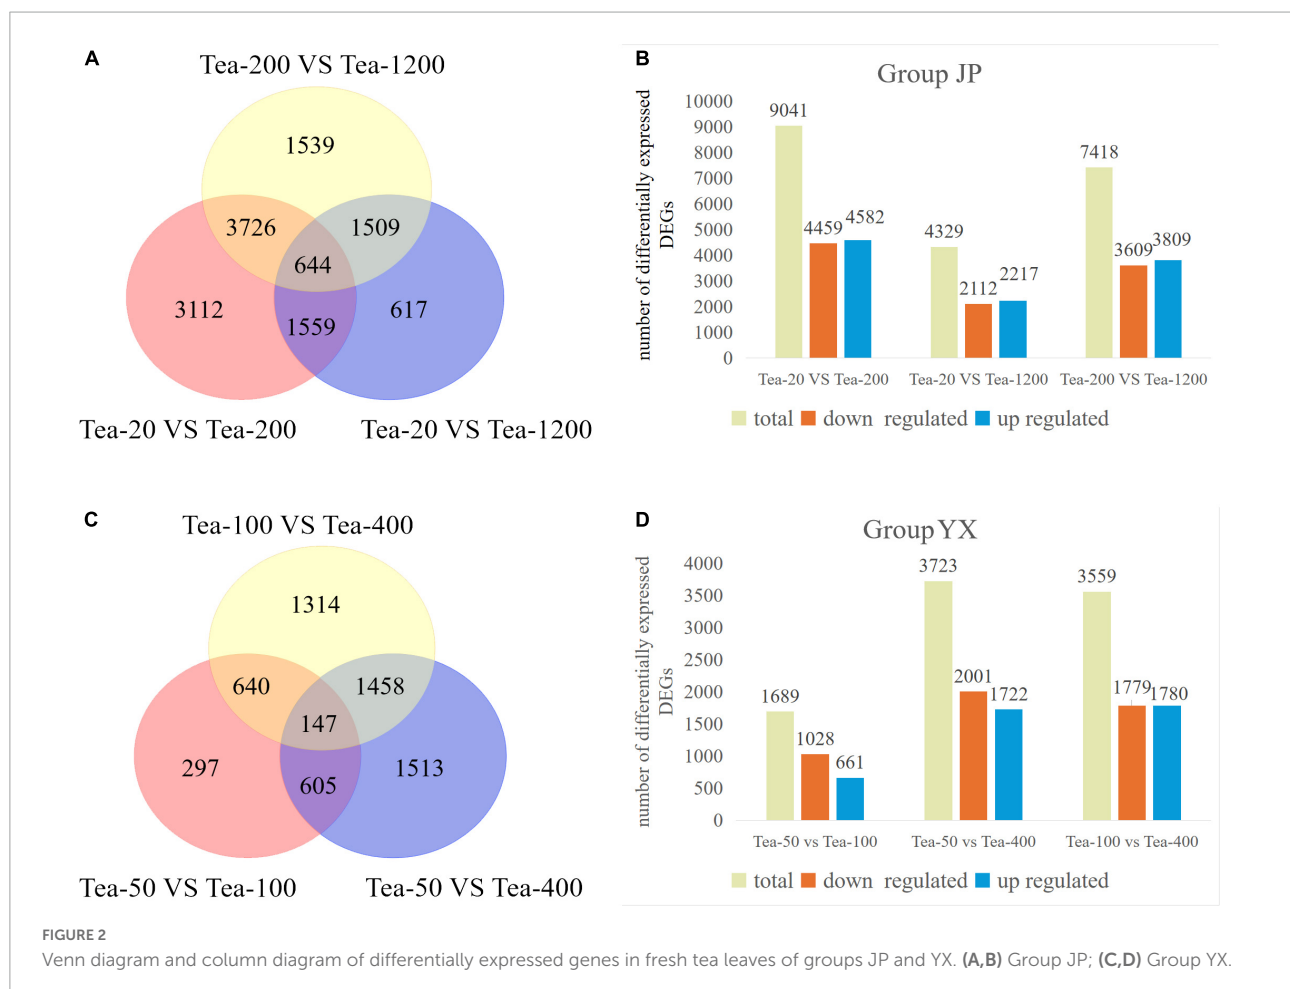 A
Tea-200 VS Tea-1200
1539
3726
1509
644
3112
1559
617
Tea-20 VS Tea-200
Tea-20 VS Tea-1200
B
Group JP
number of differentially expressed
DEGs
10000
9000
8000
7000
6000
5000
4000
3000
2000
1000
0
9041
4459
4582
4329
2112
2217
7418
3609
3809
Tea-20 VS Tea-200
Tea-20 VS Tea-1200
Tea-200 VS Tea-1200
total down regulated up regulated
C
Tea-100 VS Tea-400
1314
640
1458
147
297
605
1513
Tea-50 VS Tea-100
Tea-50 VS Tea-400
D
Group YX
number of differentially expressed
DEGs
4000
3500
3000
2500
2000
1500
1000
500
0
1689
1028
661
3723
2001
1722
3559
1779
1780
Tea-50 vs Tea-100
Tea-50 vs Tea-400
Tea-100 vs Tea-400
total down regulated up regulated
FIGURE 2
Venn diagram and column diagram of differentially expressed genes in fresh tea leaves of groups JP and YX. (A,B) Group JP; (C,D) Group YX.